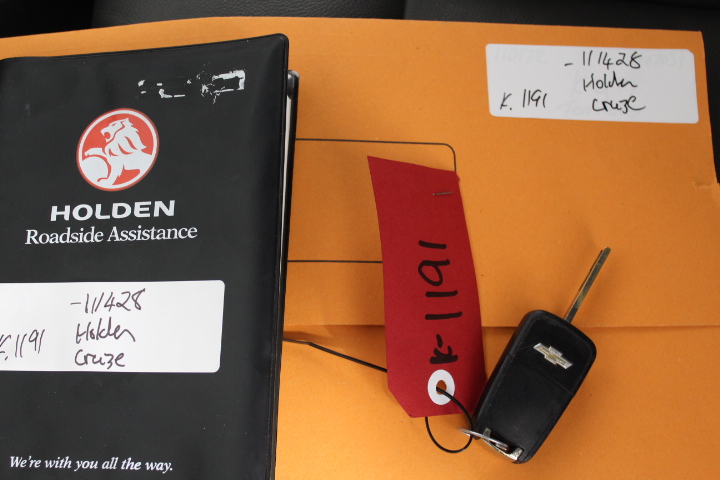 HOLDEN
Roadside Assistance
-111428
K.1191 Holden
Cruze
We're with you all the way.
-111428
Holden
K.1191 Cruze
K-1191